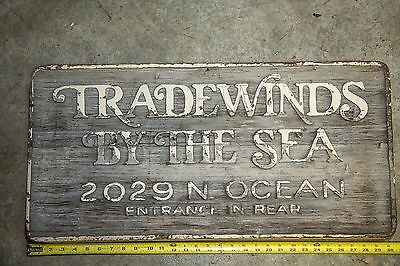 TRADEWINDS
BY THE SEA
2029 N. OCEAN
ENTRANCE IN REAR